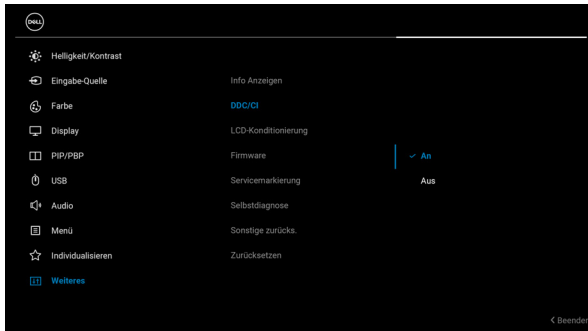 DELL
Helligkeit/Kontrast
Eingabe-Quelle
Farbe
Display
PIP/PBP
USB
Audio
Menü
Individualisieren
Weiteres
Info Anzeigen
DDC/CI
LCD-Konditionierung
Firmware
Servicemarkierung
Selbstdiagnose
Sonstige zurücks.
Zurücksetzen
An
Aus
Beenden